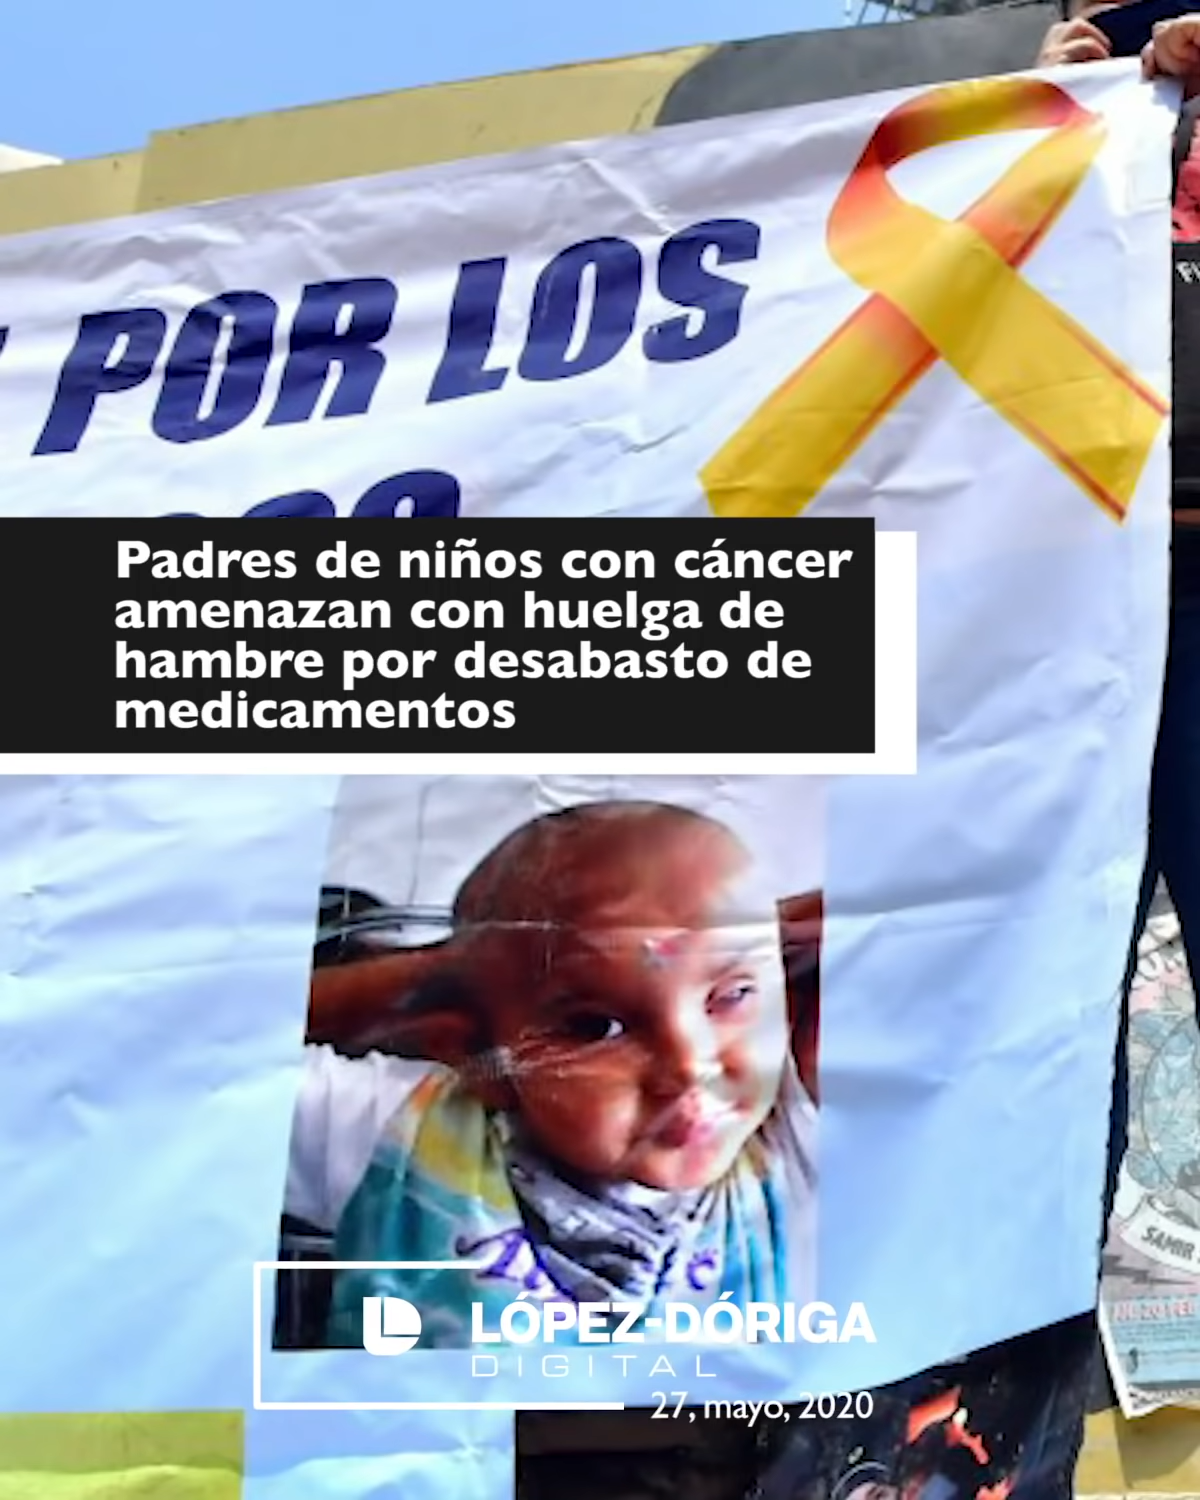 POR LOS
Padres de niños con cáncer
amenazan con huelga de
hambre por desabasto de
medicamentos
SAMIR
LÓPEZ-DÓRIGA
DIGITAL
27, mayo, 2020